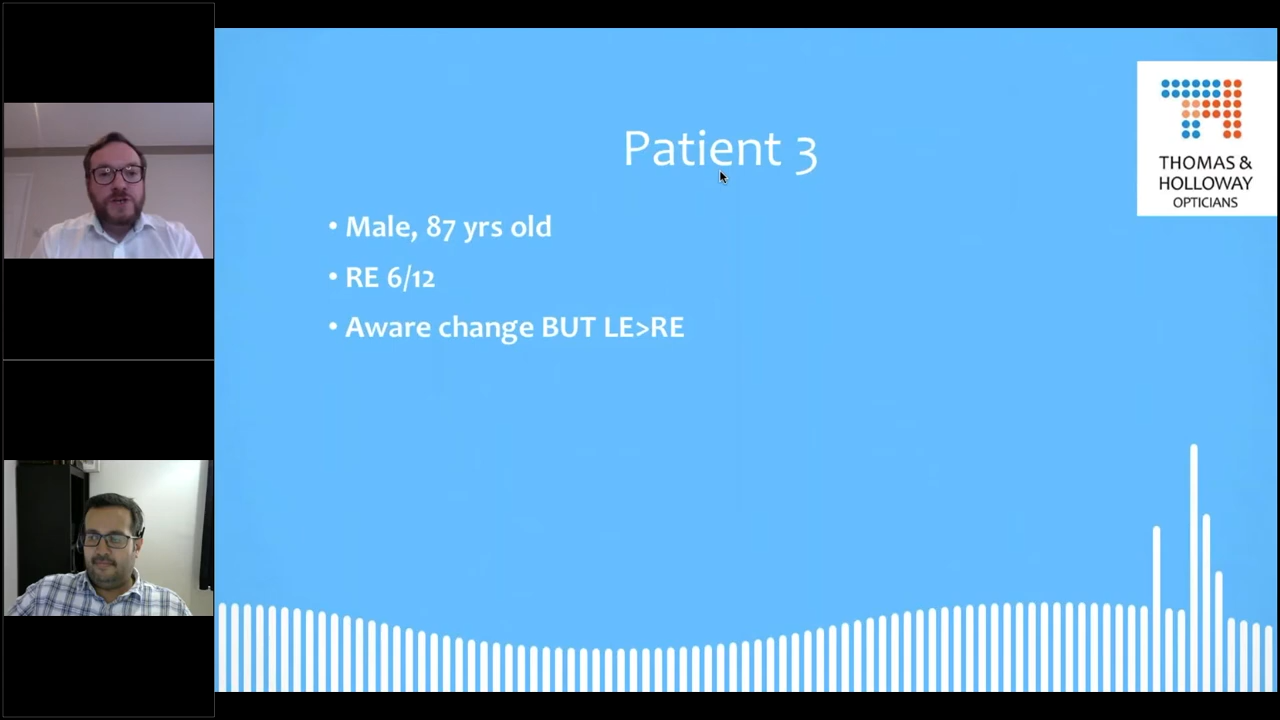 Patient 3
• Male, 87 yrs old
• RE 6/12
• Aware change BUT LE>RE
THOMAS &
HOLLOWAY
OPTICIANS